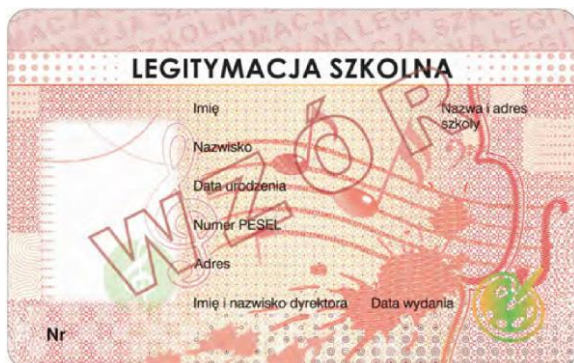 LEGITYMACJA SZKOLNA
Imię
Nazwa i adres
szkoły
Nazwisko
Data urodzenia
Numer PESEL
Adres
Imię i nazwisko dyrektora Data wydania
Nr
WZÓR